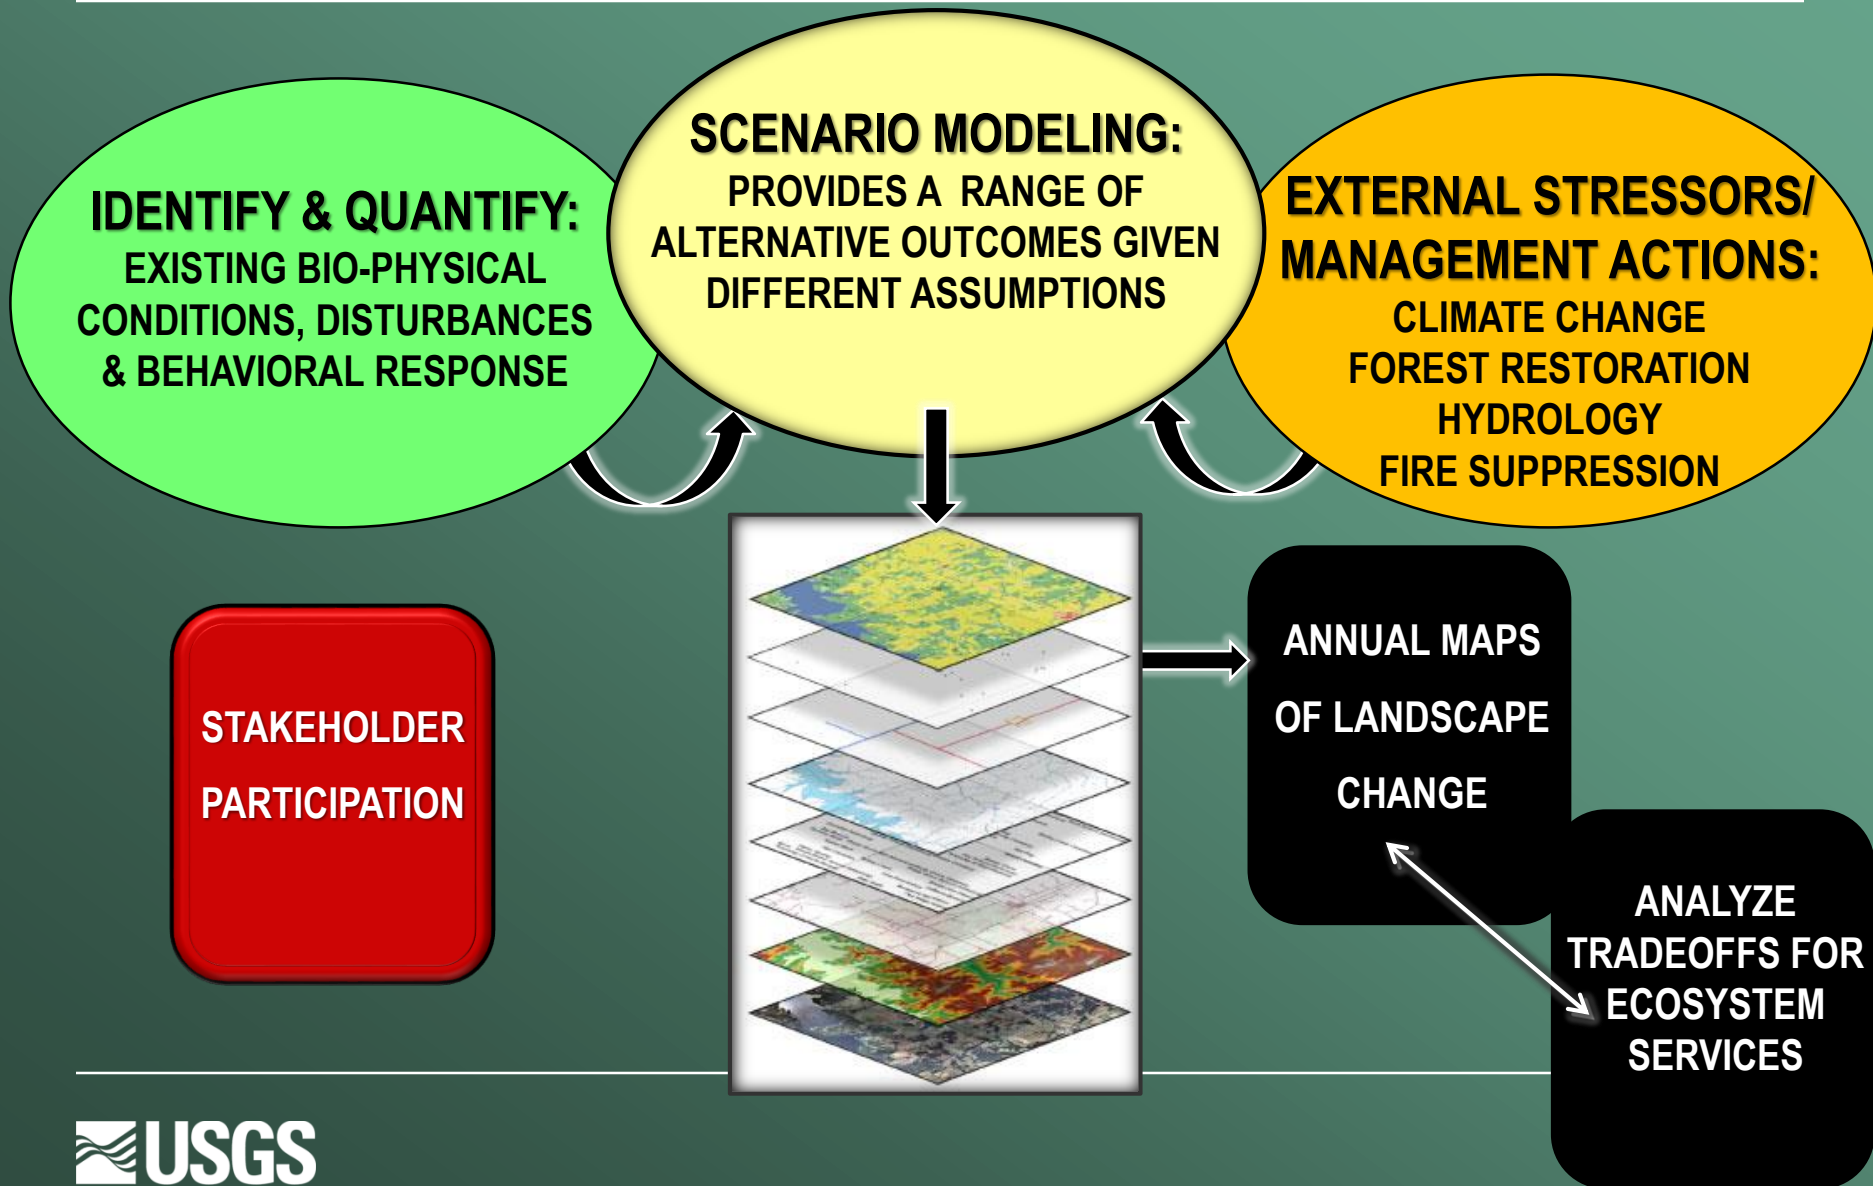 IDENTIFY & QUANTIFY:
EXISTING BIO-PHYSICAL
CONDITIONS, DISTURBANCES
& BEHAVIORAL RESPONSE
SCENARIO MODELING:
PROVIDES A RANGE OF
ALTERNATIVE OUTCOMES GIVEN
DIFFERENT ASSUMPTIONS
EXTERNAL STRESSORS/
MANAGEMENT ACTIONS:
CLIMATE CHANGE
FOREST RESTORATION
HYDROLOGY
FIRE SUPPRESSION
STAKEHOLDER
PARTICIPATION
ANNUAL MAPS
OF LANDSCAPE
CHANGE
ANALYZE
TRADEOFFS FOR
ECOSYSTEM
SERVICES
USGS